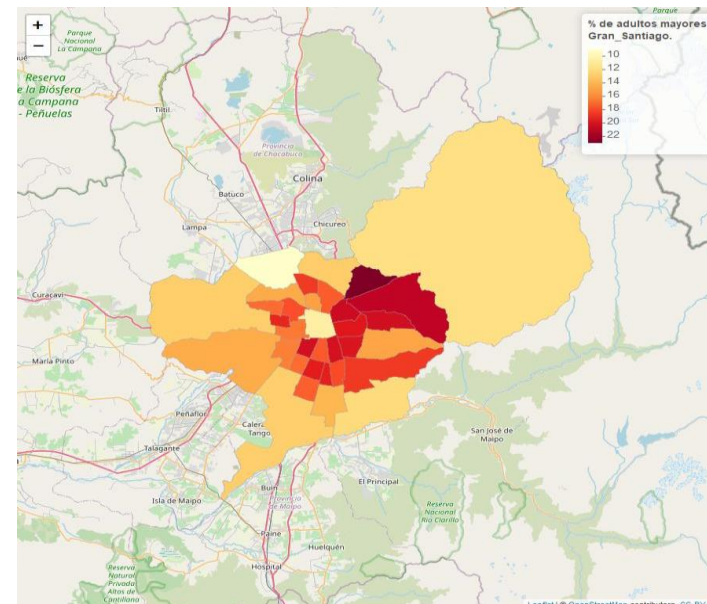 +
−
Parque
Nacional
La Campana
Reserva
e la Biósfera
a Campana
- Peñuelas
Parque
% de adultos mayores
Gran_Santiago.
10
12
14
16
18
20
22
Provincia
de Chacabuco
Colina
Batuco
Lampa
Chicureo
Curacaví
María Pinto
Peñaflor
Calera
Tango
Talagante
San José de
Maipo
Isla de Maipo
Buin
Provincia
de Maipo
El Principal
Paine
Huelquén
Hospital
Reserva
Nacional
Río Clarillo
Reserva
Natural
Privada
Altos de
Cantillana
Leaflet | © OpenStreetMap contributors, CC-BY